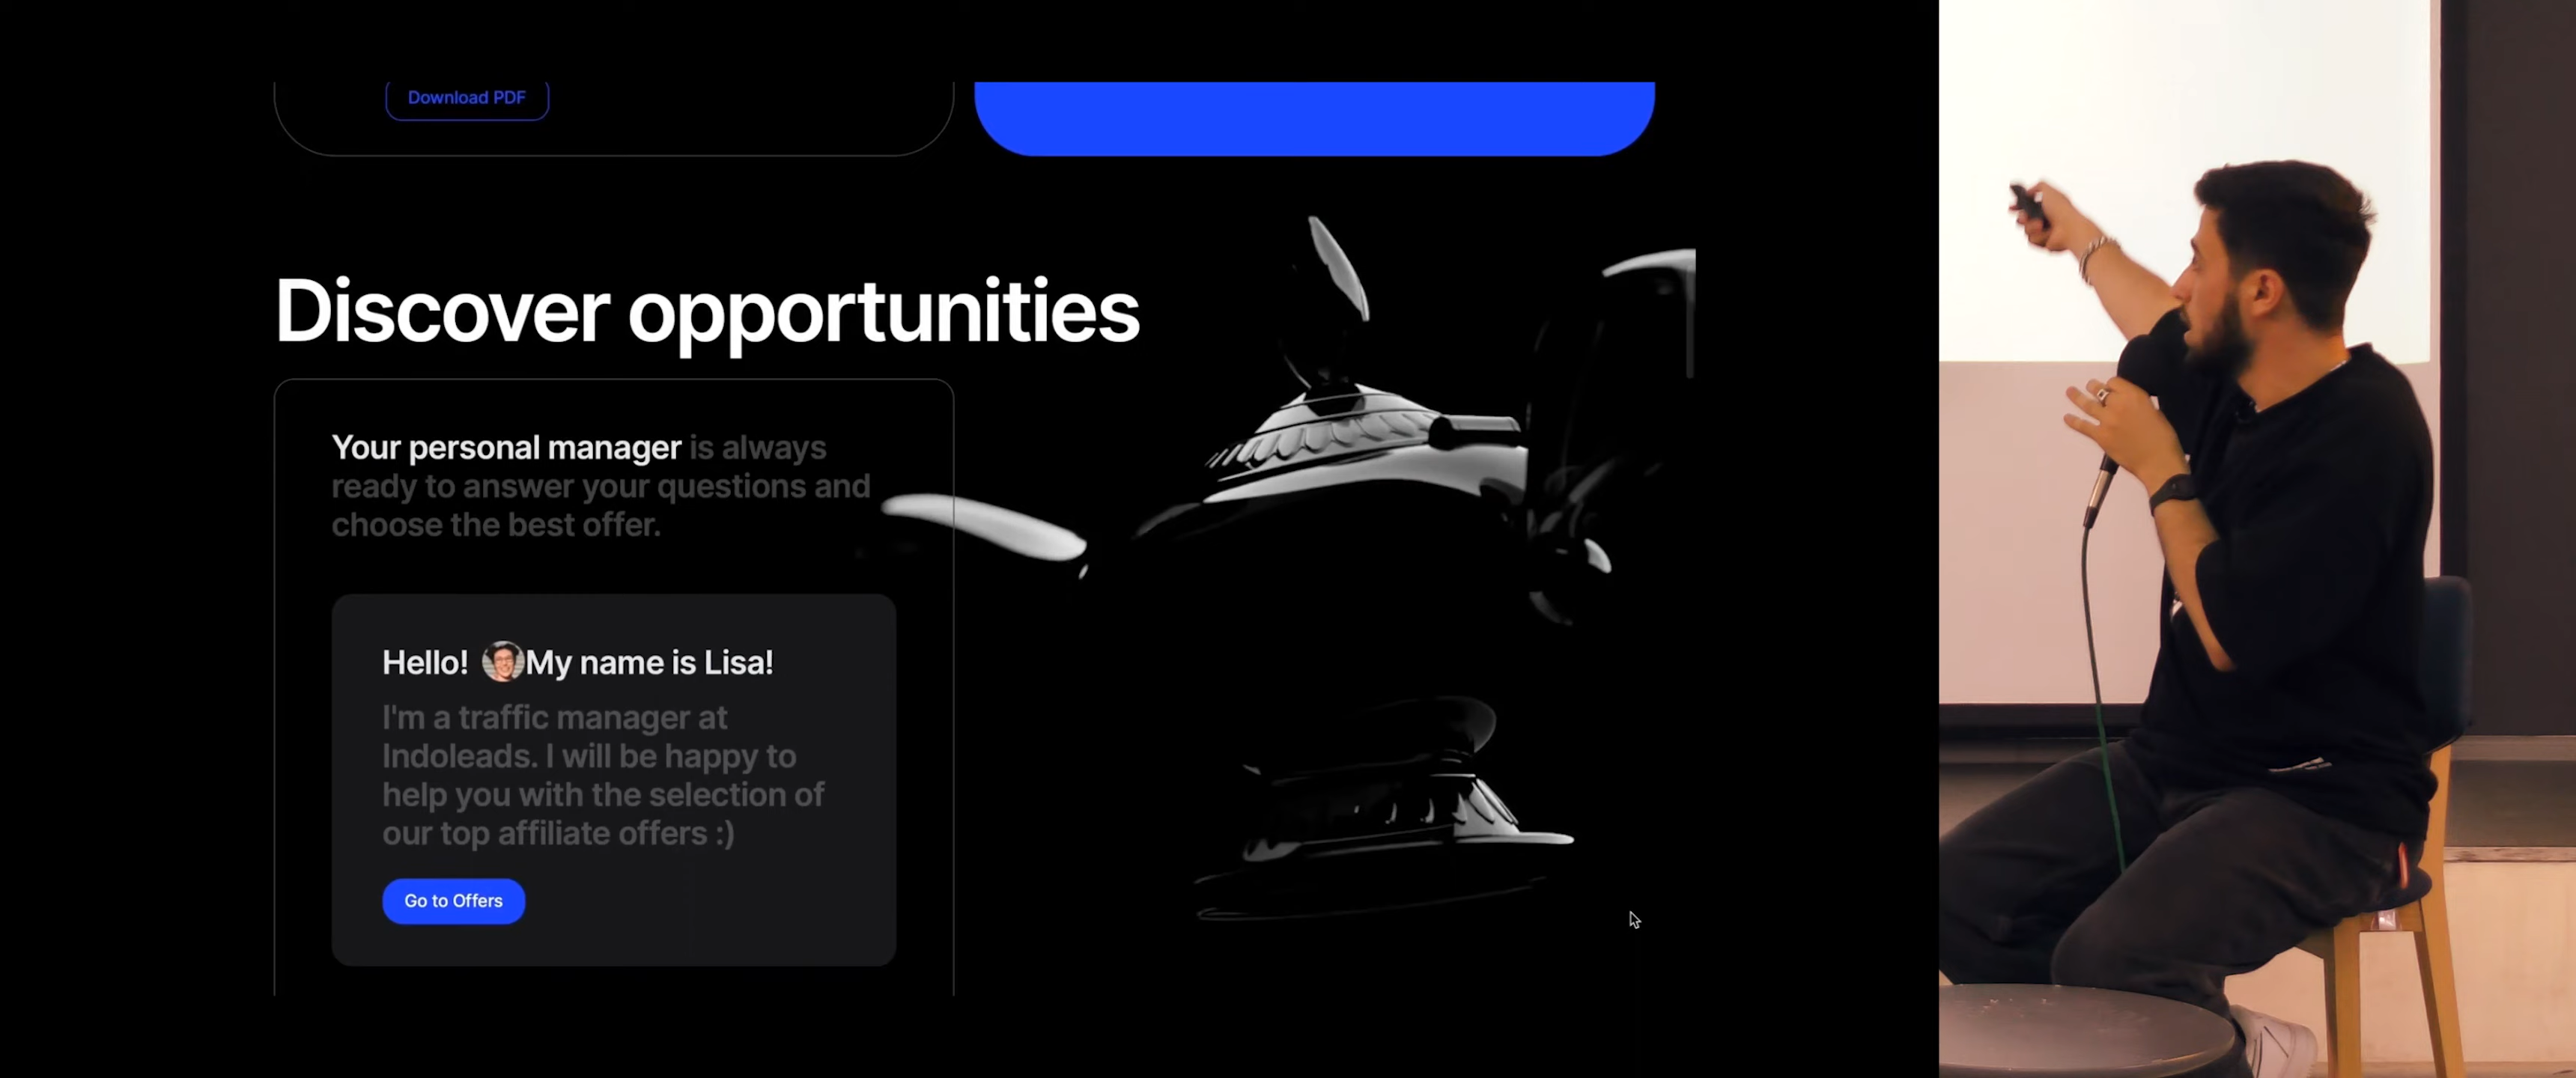 Download PDF
Discover opportunities
Your personal manager is always
ready to answer your questions and
choose the best offer.
Hello! My name is Lisa!
I'm a traffic manager at
Indoleads. I will be happy to
help you with the selection of
our top affiliate offers :)
Go to Offers